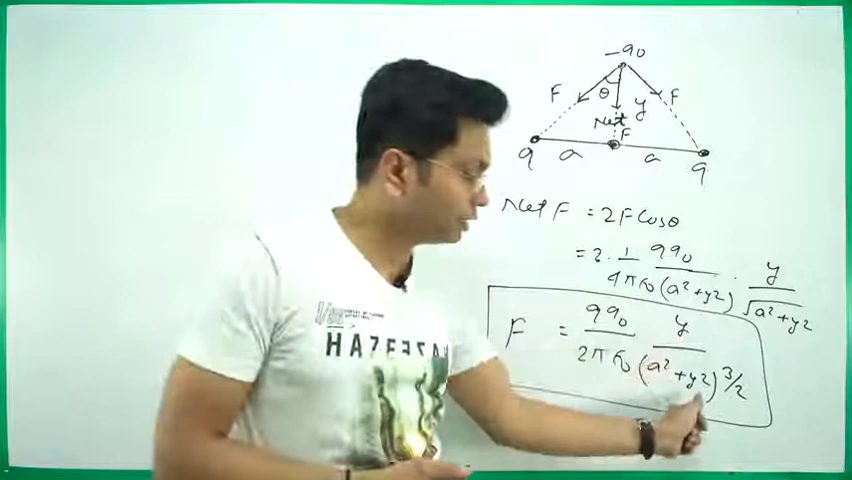 -q0
F θ y F
Net
F
q a a q
Net F = 2F cosθ
= 2 · 1/4πε0 qq0/(a²+y²) · y/√a²+y²
F = qq0/2πε0 y/(a²+y²)3/2
HAZEFEZAR